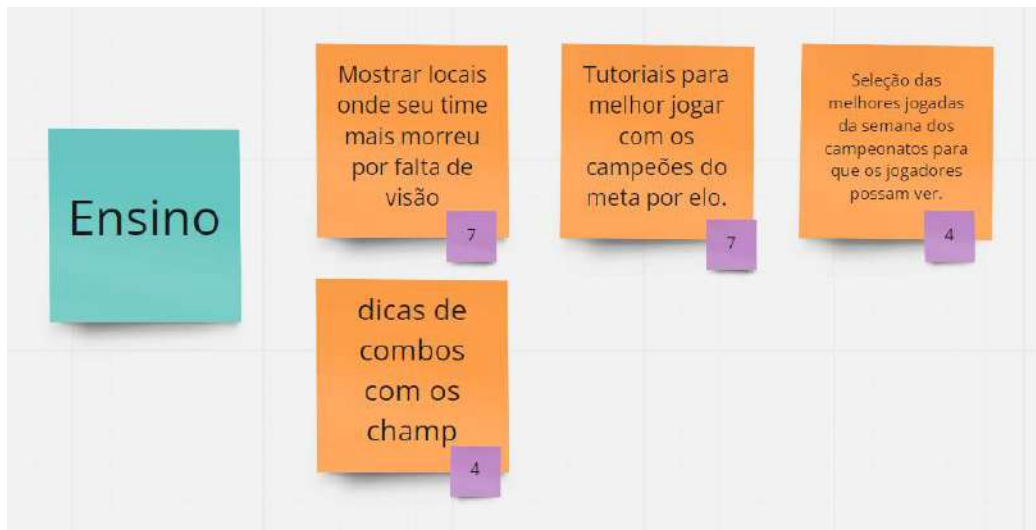 Ensino
Mostrar locais
onde seu time
mais morreu
por falta de
visão
7
Tutoriais para
melhor jogar
com os
campeões do
meta por elo.
7
Seleção das
melhores jogadas
da semana dos
campeonatos para
que os jogadores
possam ver.
4
dicas de
combos
com os
champ
4